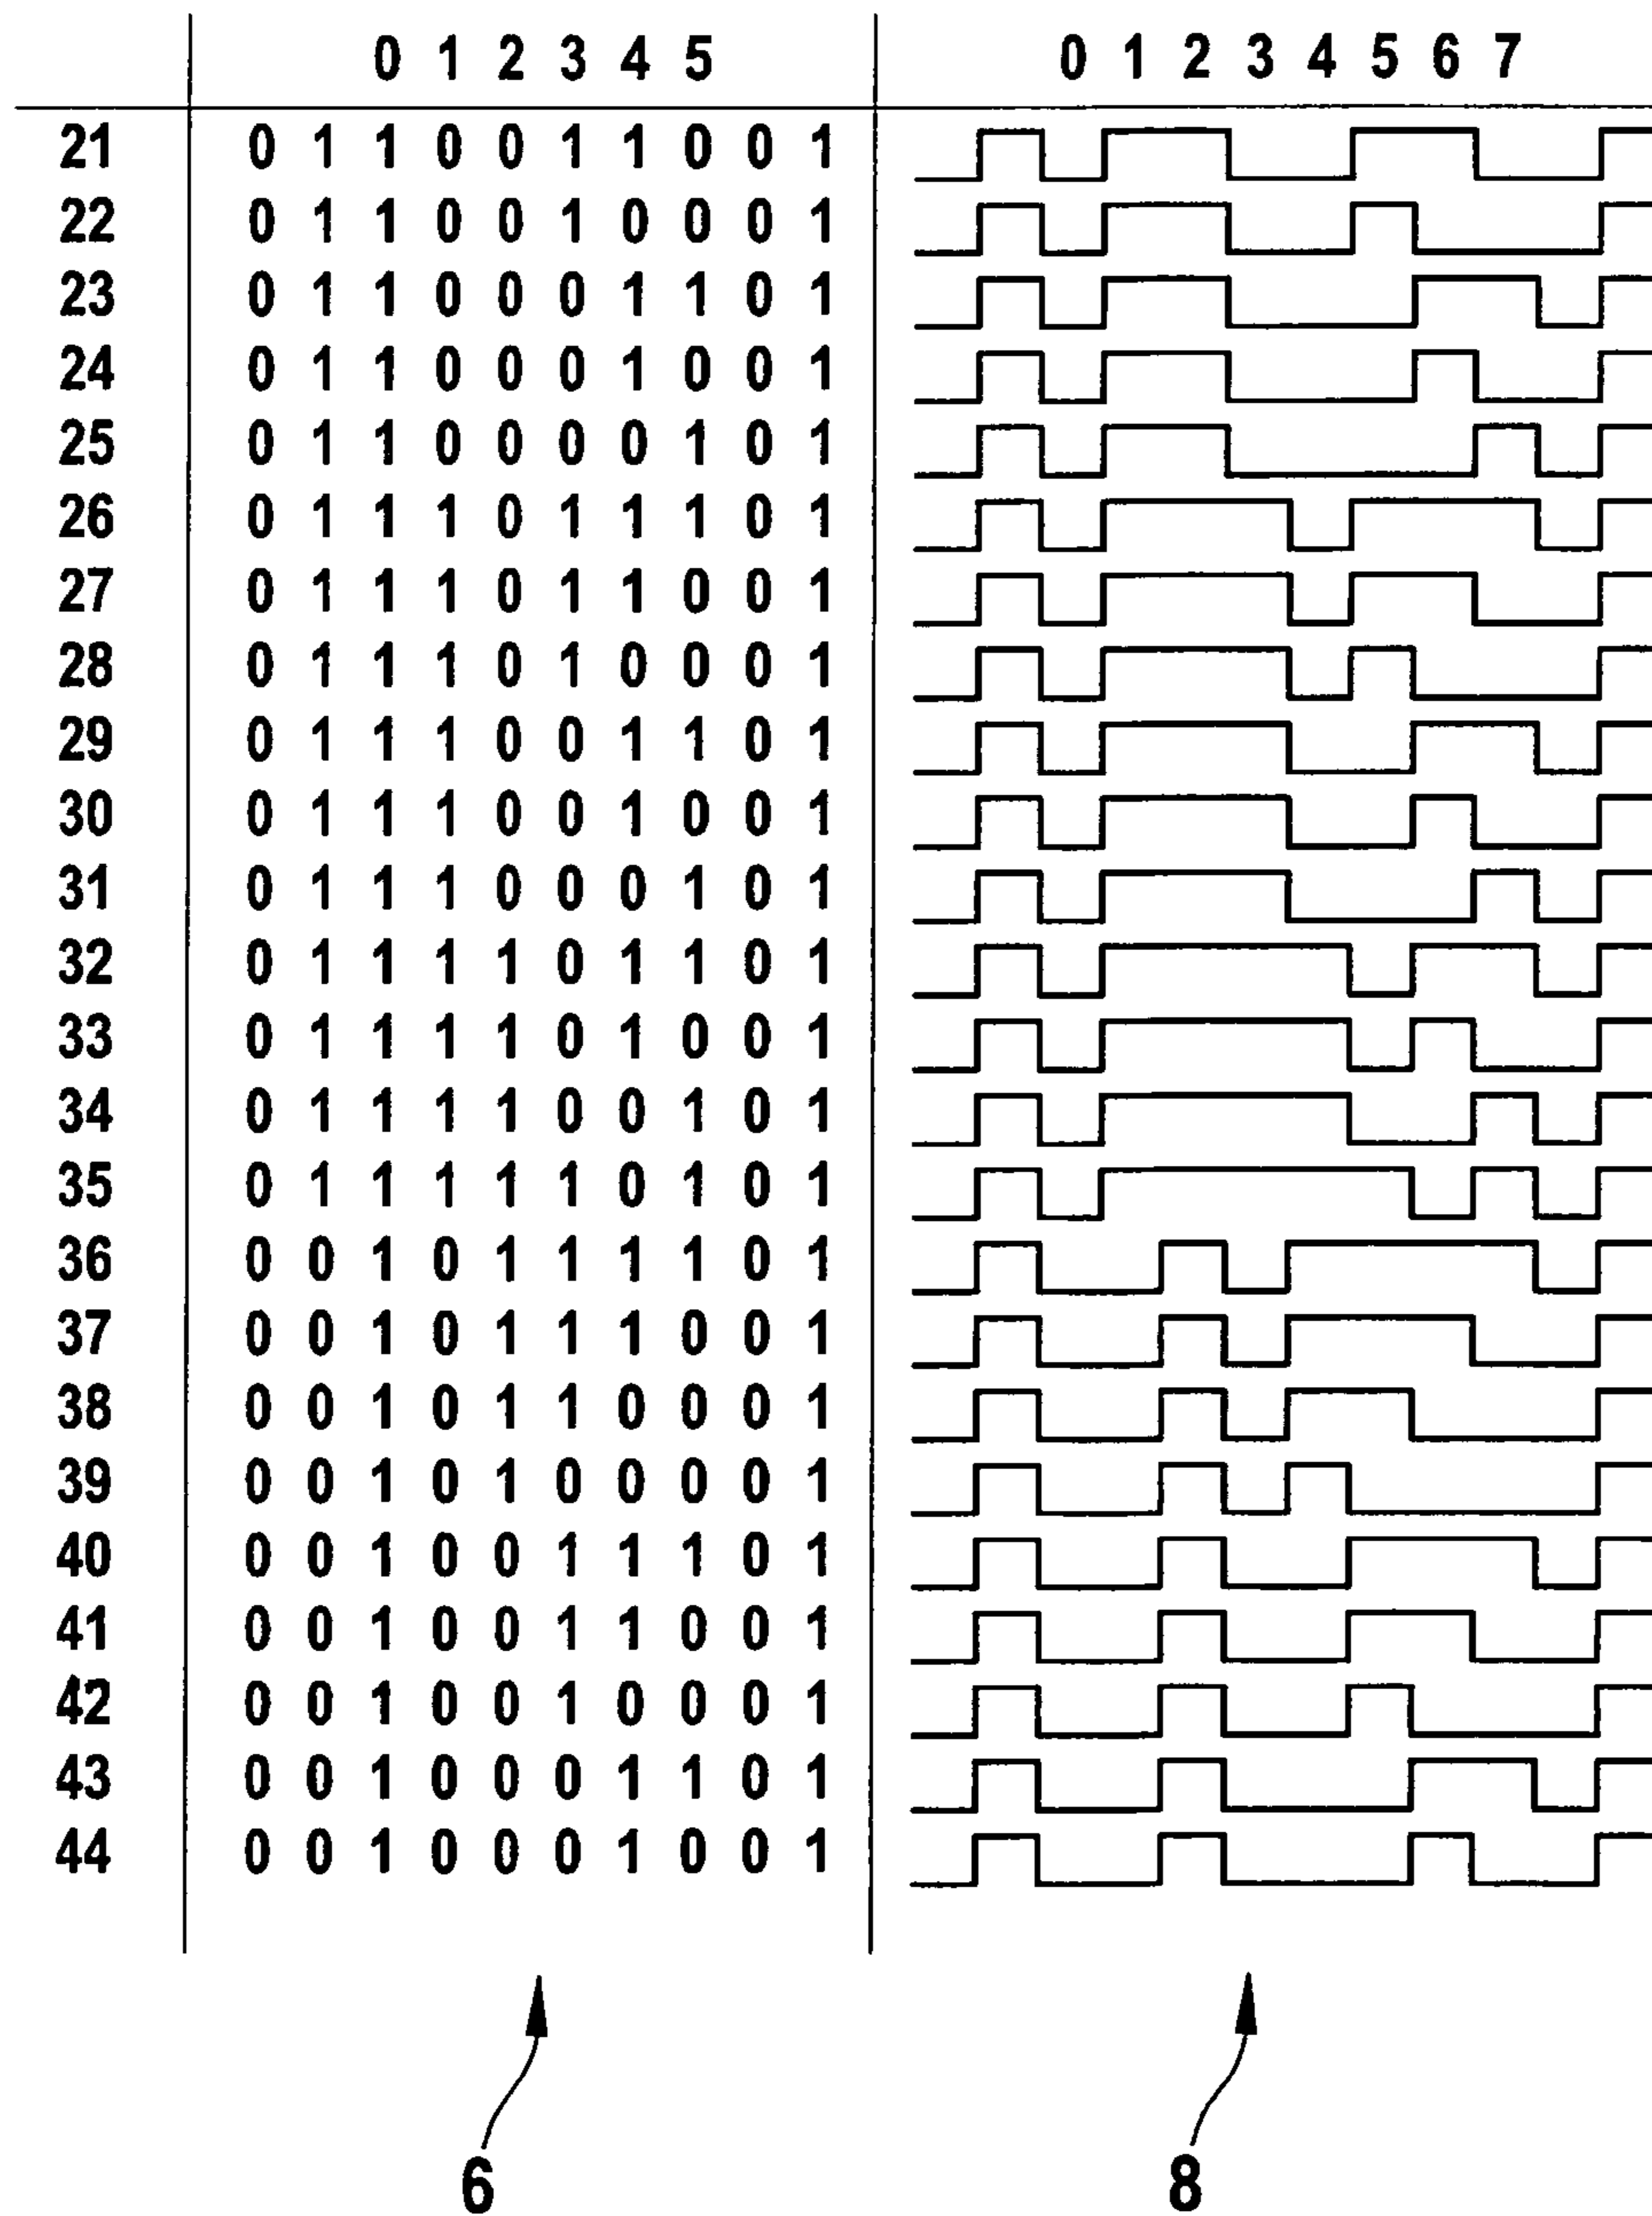 0 1 2 3 4 5 0 1 2 3 4 5 6 7
21 0 1 1 0 0 1 1 0 0 1
22 0 1 1 0 0 1 0 0 0 1
23 0 1 1 0 0 0 1 1 0 1
24 0 1 1 0 0 0 1 0 0 1
25 0 1 1 0 0 0 0 1 0 1
26 0 1 1 1 0 1 1 1 0 1
27 0 1 1 1 0 1 1 0 0 1
28 0 1 1 1 0 1 0 0 0 1
29 0 1 1 1 0 0 1 1 0 1
30 0 1 1 1 0 0 1 0 0 1
31 0 1 1 1 0 0 0 1 0 1
32 0 1 1 1 1 0 1 1 0 1
33 0 1 1 1 1 0 1 0 0 1
34 0 1 1 1 1 0 0 1 0 1
35 0 1 1 1 1 1 0 1 0 1
36 0 0 1 0 1 1 1 1 0 1
37 0 0 1 0 1 1 1 0 0 1
38 0 0 1 0 1 1 0 0 0 1
39 0 0 1 0 1 0 0 0 0 1
40 0 0 1 0 0 1 1 1 0 1
41 0 0 1 0 0 1 1 0 0 1
42 0 0 1 0 0 1 0 0 0 1
43 0 0 1 0 0 0 1 1 0 1
44 0 0 1 0 0 0 1 0 0 1
6 8